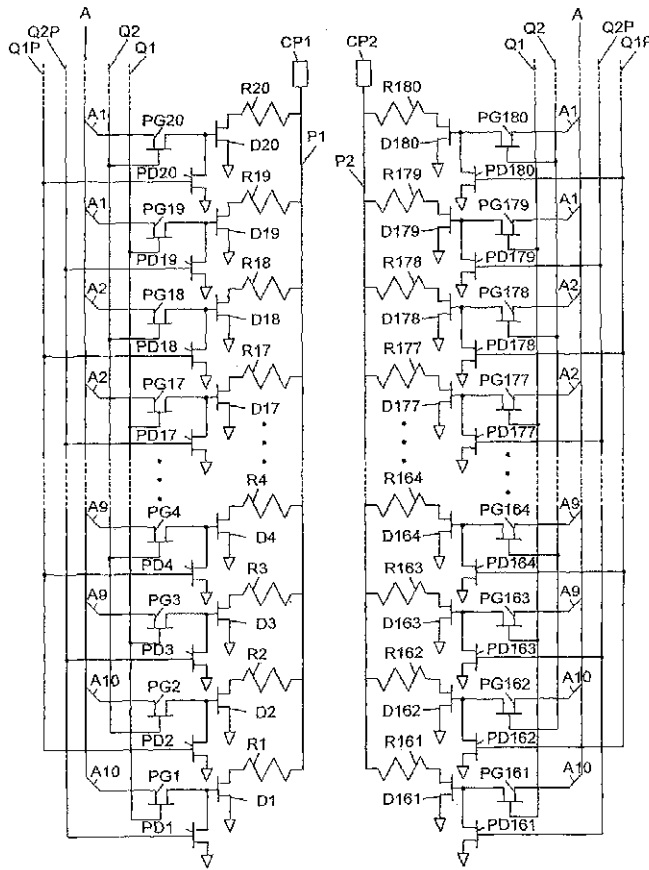 A A
Q2P Q2 Q2 Q2P
Q1P Q1 Q1 Q1P
CP1 CP2
R20 R180
A1 PG20 PG180 A1
D20 P1 P2 D180
PD20 PD180
R19 R179
A1 PG19 PG179 A1
D19 D179
PD19 PD179
R18 R178
A2 PG18 PG178 A2
D18 D178
PD18 PD178
R17 R177
A2 PG17 PG177 A2
D17 D177
PD17 PD177
R4 R164
A9 PG4 PG164 A9
D4 D164
PD4 PD164
R3 R163
A9 PG3 PG163 A9
D3 D163
PD3 PD163
R2 R162
A10 PG2 PG162 A10
D2 D162
PD2 PD162
R1 R161
A10 PG1 PG161 A10
D1 D161
PD1 PD161